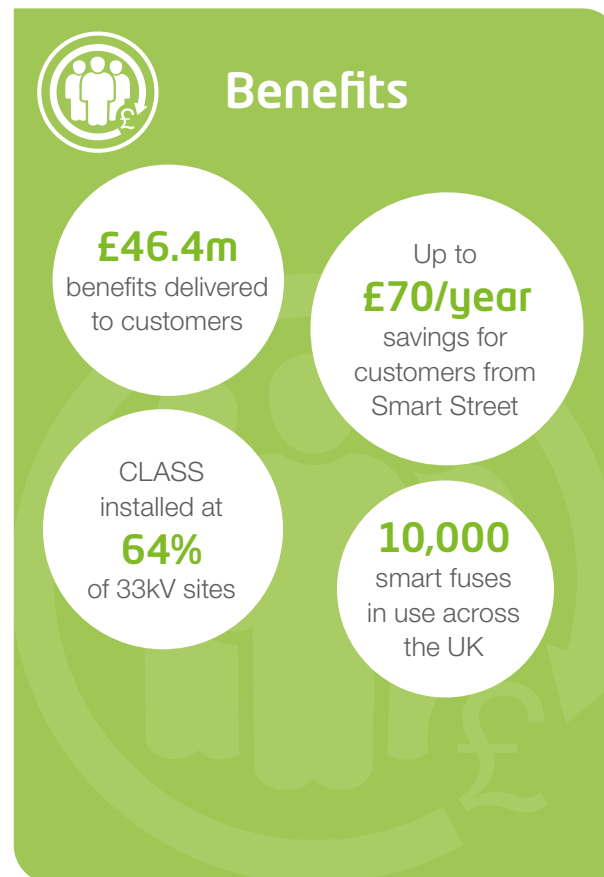 £
Benefits
£46.4m
benefits delivered
to customers
Up to
£70/year
savings for
customers from
Smart Street
CLASS
installed at
64%
of 33kV sites
10,000
smart fuses
in use across
the UK
£